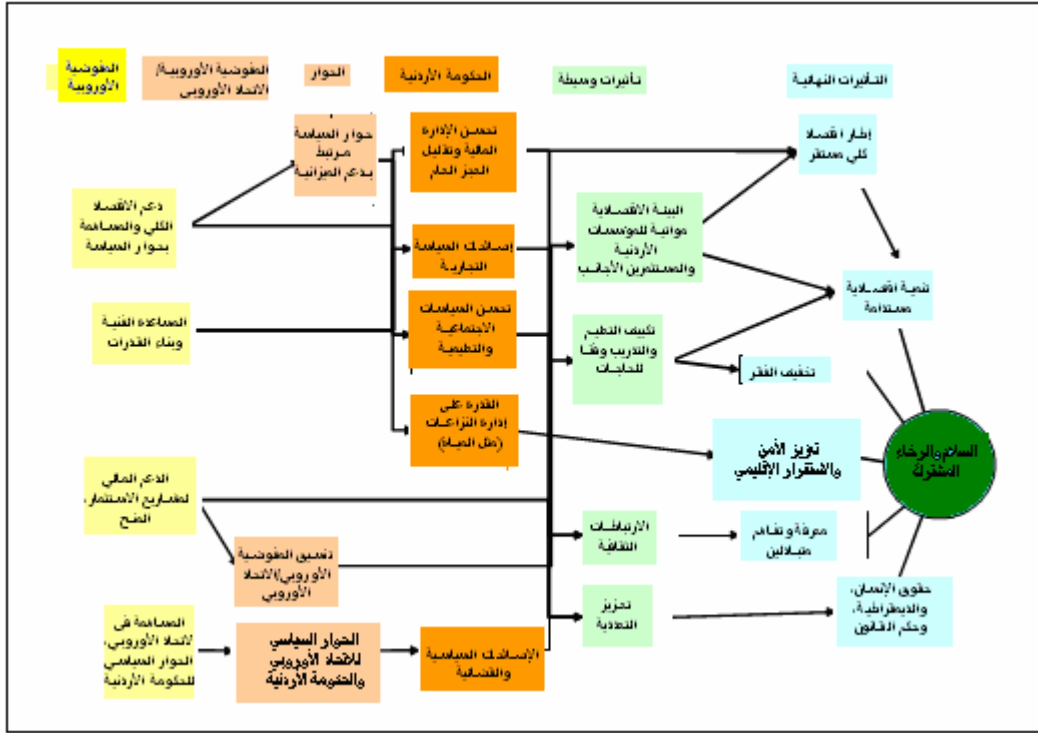 المفوضية
الأوروبية
المفوضية الأوروبية/
الاتحاد الأوروبي
الحوار
الحكومة الأردنية
تأثيرات وسيطة
التأثيرات النهائية
حوار السياسة
مرتبط
بدعم الميزانية
تحسن الإدارة
المالية وتقليل
العجز العام
إطار اقتصاد
كلي مستقر
دعم الاقتصاد
الكلي والمساهمة
بحوار السياسة
إصلاحات السياسة
التجارية
البيئة الاقتصادية
مواتية للمؤسسات
الأردنية
والمستثمرين الأجانب
تنمية اقتصادية
مستدامة
المساعدة الفنية
وبناء القدرات
تحسن السياسات
الاجتماعية
والتعليمية
تكييف التعليم
والتدريب وفقا
للحاجات
تخفيف الفقر
القدرة على
إدارة النزاعات
(مثل المياه)
تعزيز الأمن
والاستقرار الإقليمي
السلام والرخاء
المشترك
الدعم المالي
لمشاريع الاستثمار،
المنح
الارتباطات
الثقافية
معرفة وتفاهم
متبادلين
تنسيق المفوضية
الأوروبي/الاتحاد
الأوروبي
تعزيز
التعددية
حقوق الإنسان،
والديمقراطية،
وحكم القانون
المساهمة في
لاتحاد الأوروبي،
الحوار السياسي
للحكومة الأردنية
الحوار السياسي
للاتحاد الأوروبي
والحكومة الأردنية
الإصلاحات السياسية
والقضائية